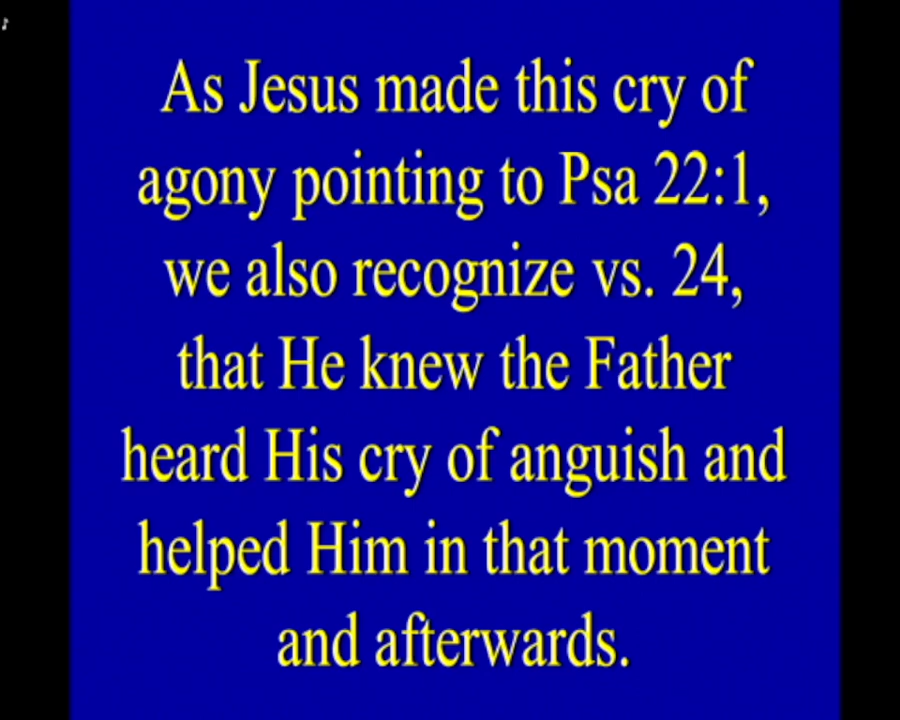 As Jesus made this cry of
agony pointing to Psa 22:1,
we also recognize vs. 24,
that He knew the Father
heard His cry of anguish and
helped Him in that moment
and afterwards.